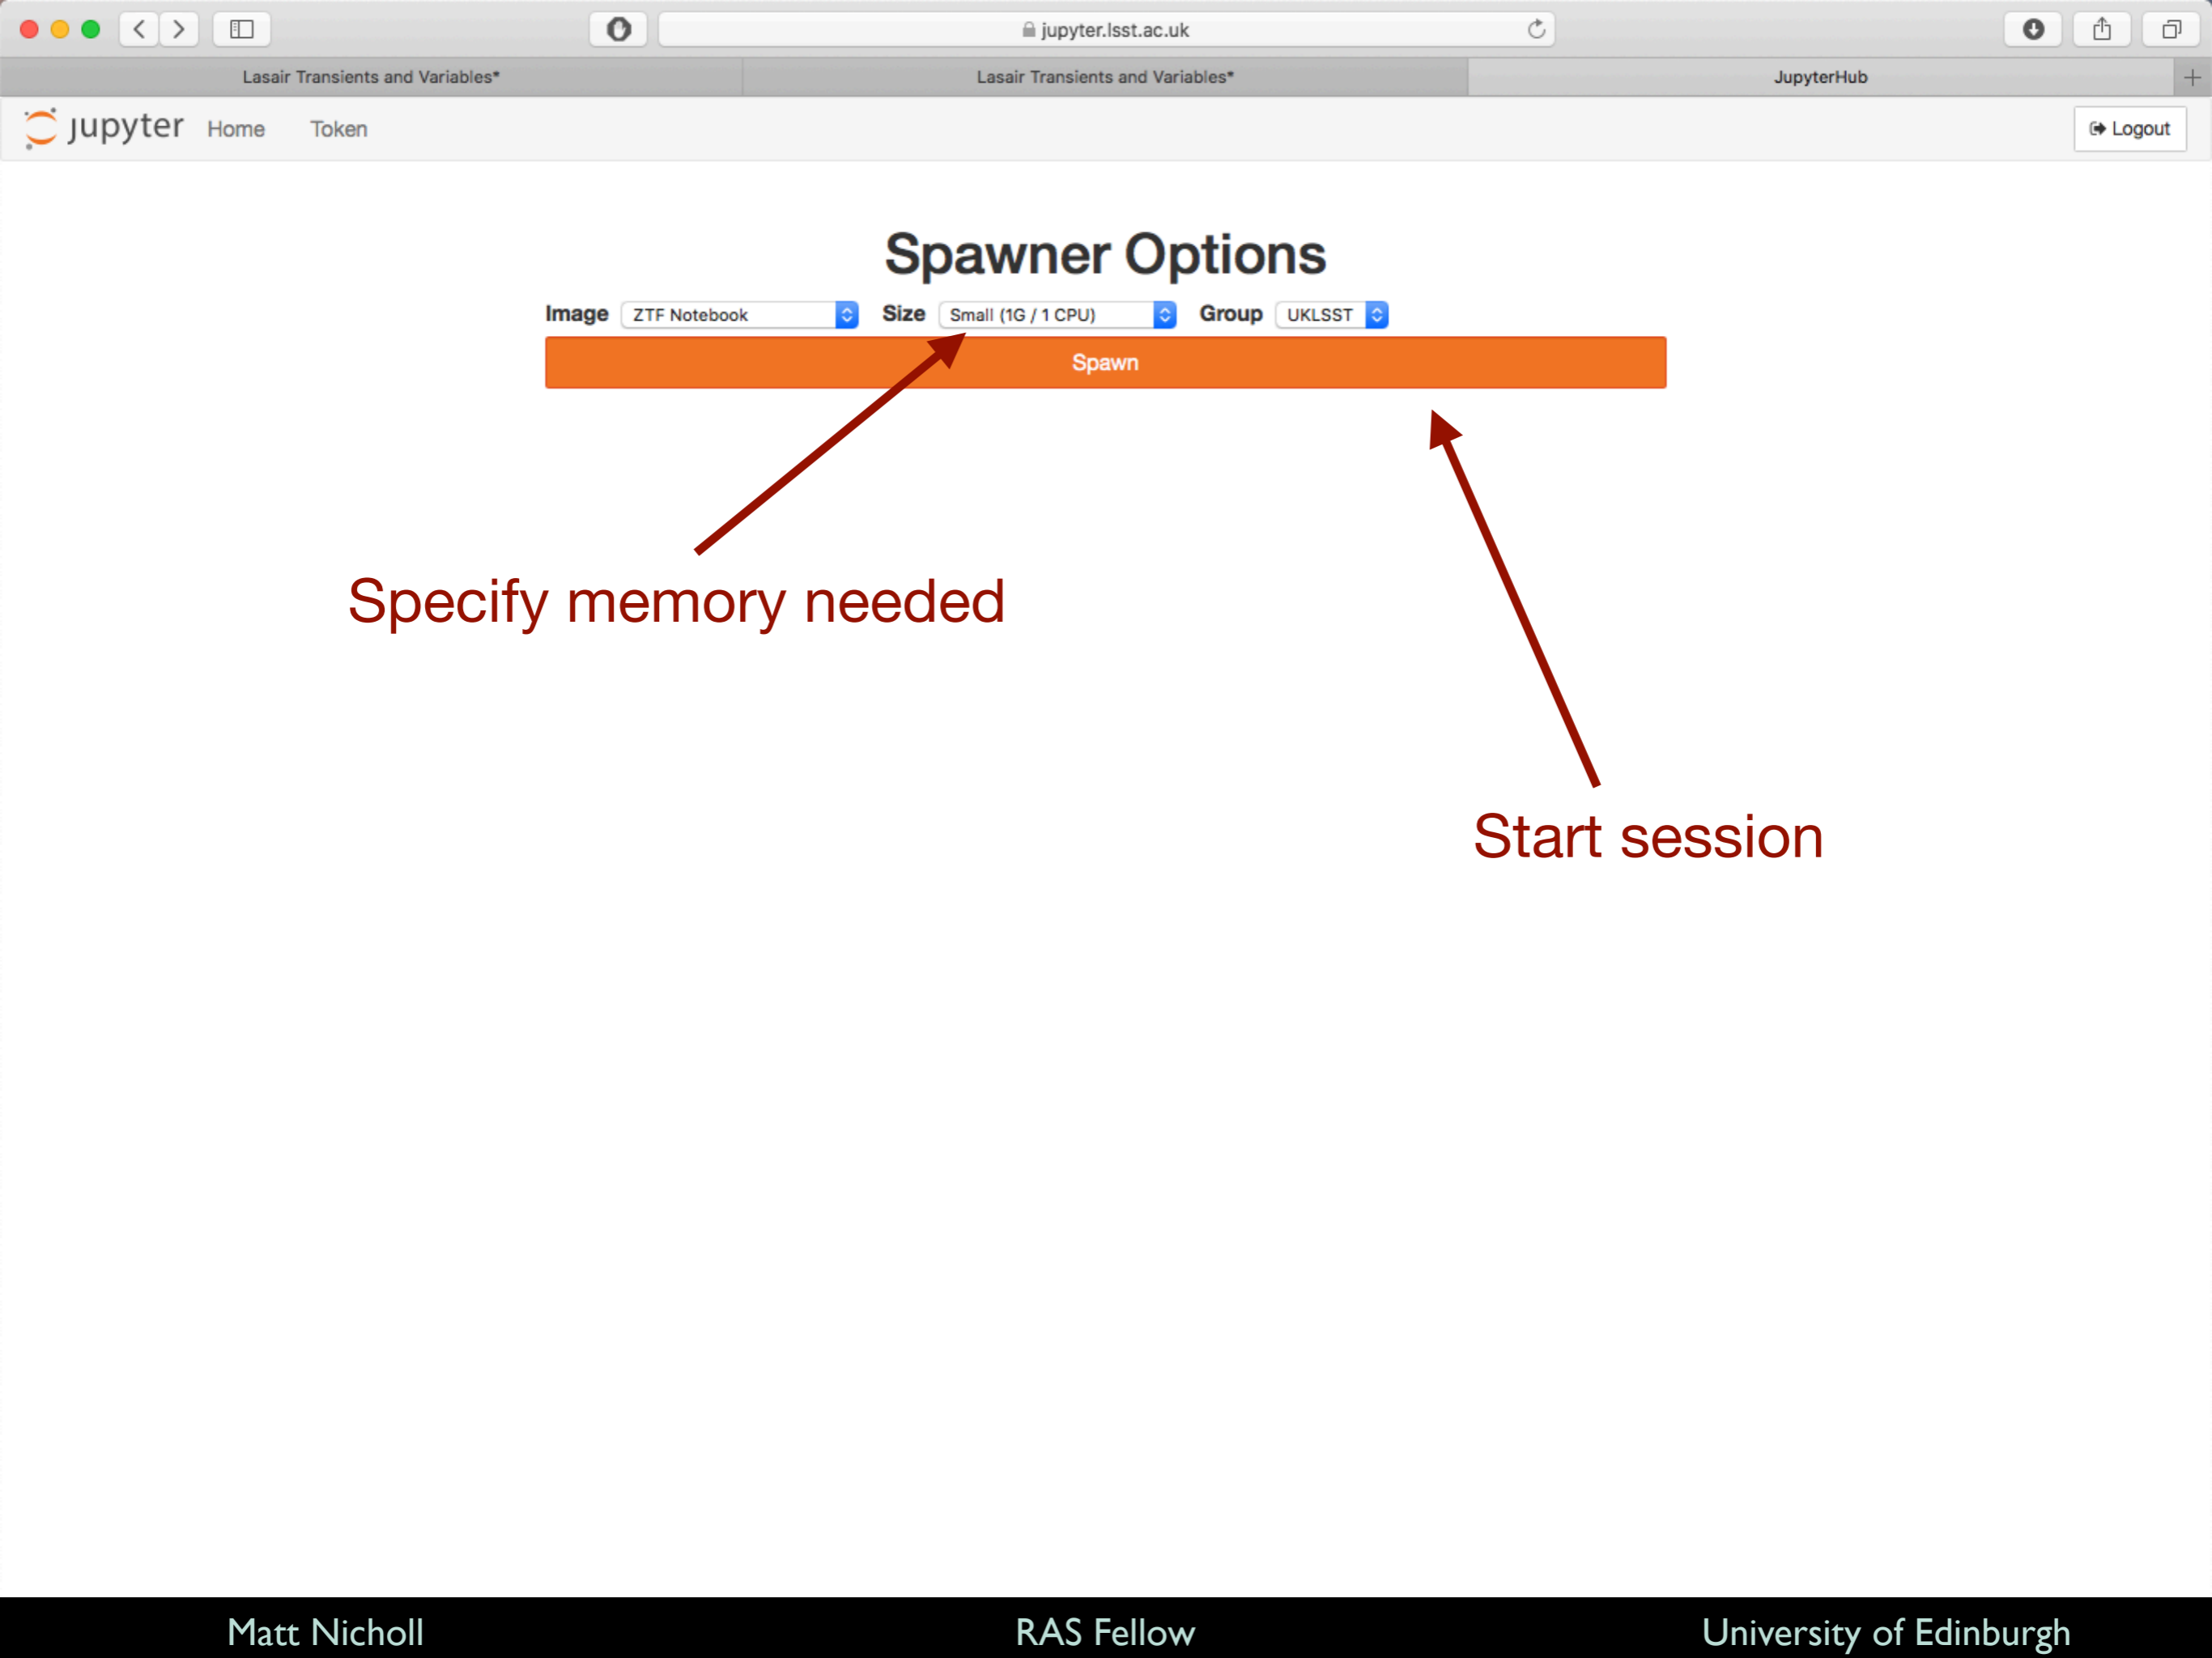 jupyter.lsst.ac.uk
Lasair Transients and Variables* Lasair Transients and Variables* JupyterHub
jupyter Home Token Logout
Spawner Options
Image ZTF Notebook Size Small (1G / 1 CPU) Group UKLSST
Spawn
Specify memory needed
Start session
Matt Nicholl RAS Fellow University of Edinburgh